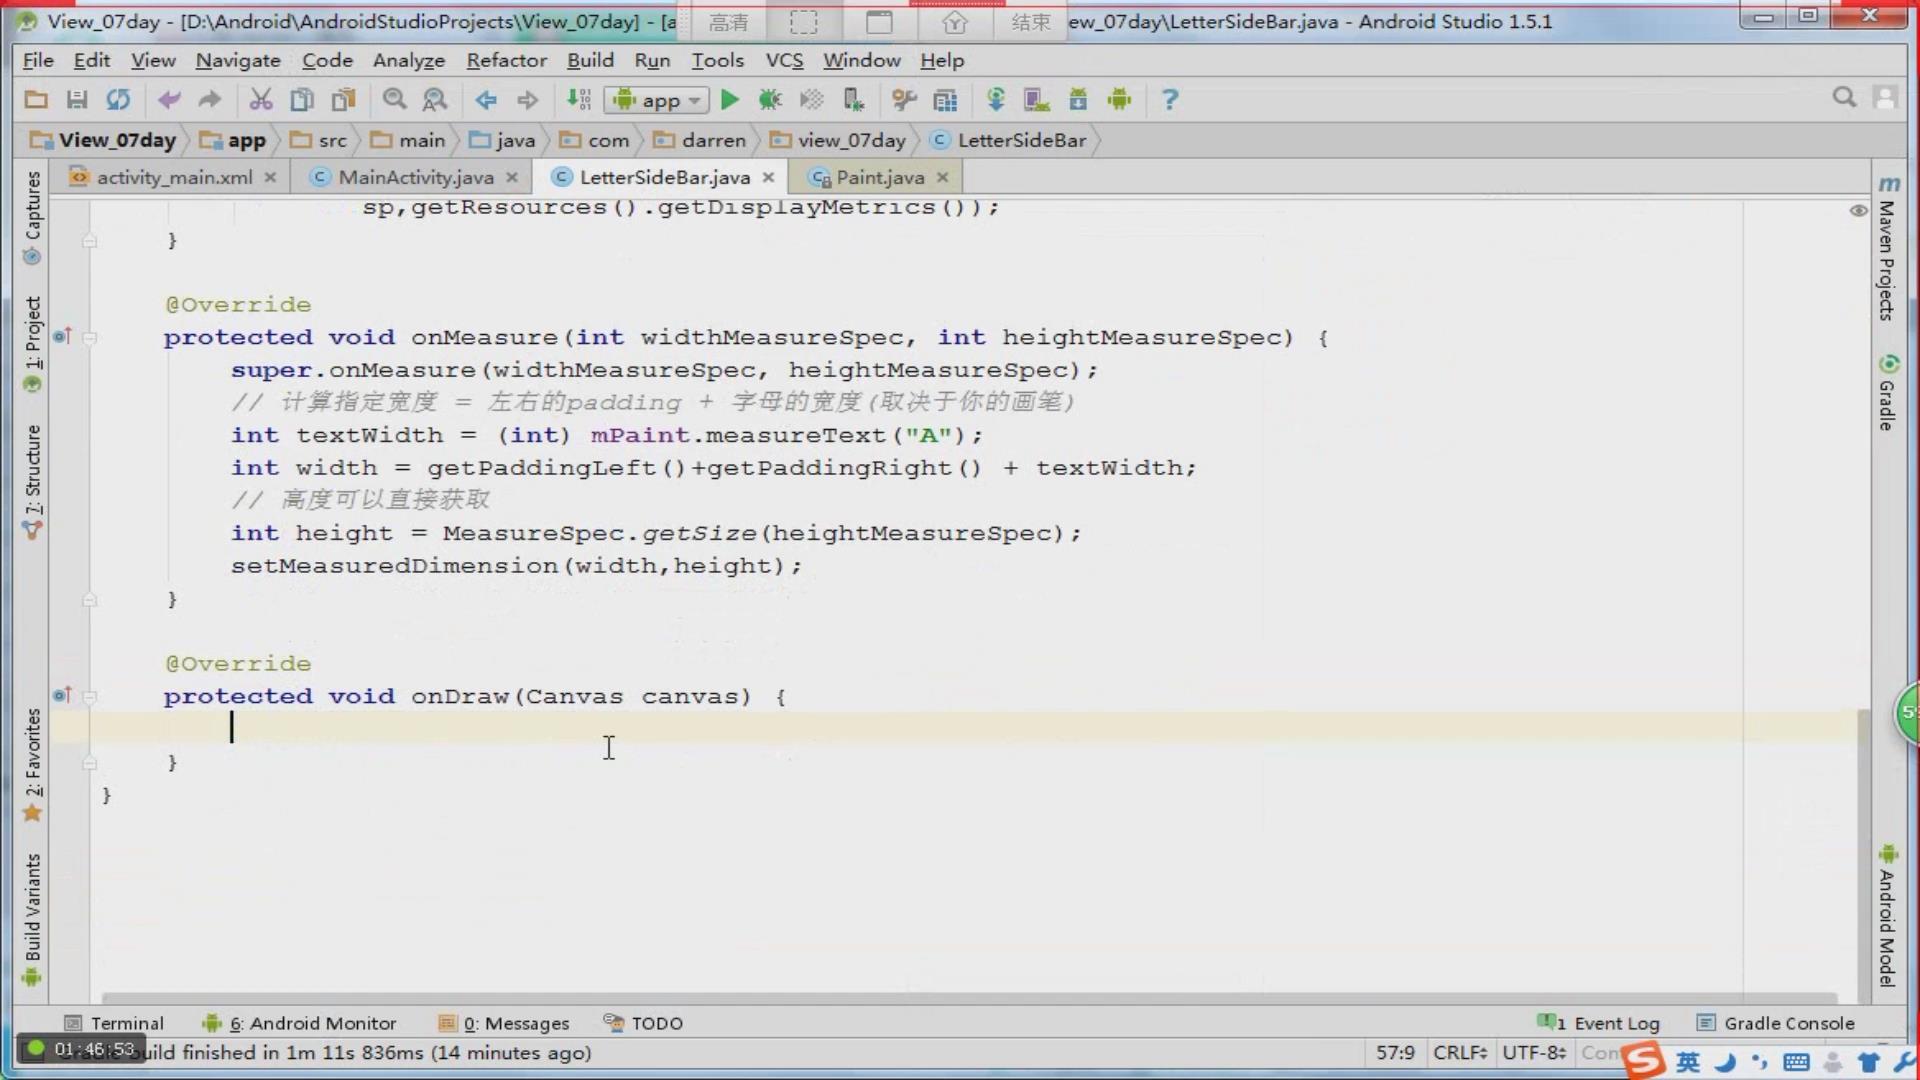 View_07day - [D:\Android\AndroidStudioProjects\View_07day] - [a
高清
结束
ew_07day\LetterSideBar.java - Android Studio 1.5.1
File Edit View Navigate Code Analyze Refactor Build Run Tools VCS Window Help
app
View_07day app src main java com darren view_07day LetterSideBar
activity_main.xml MainActivity.java LetterSideBar.java Paint.java
sp,getResources().getDisplayMetrics());
}
@Override
protected void onMeasure(int widthMeasureSpec, int heightMeasureSpec) {
super.onMeasure(widthMeasureSpec, heightMeasureSpec);
// 计算指定宽度 = 左右的padding + 字母的宽度(取决于你的画笔)
int textWidth = (int) mPaint.measureText("A");
int width = getPaddingLeft()+getPaddingRight() + textWidth;
// 高度可以直接获取
int height = MeasureSpec.getSize(heightMeasureSpec);
setMeasuredDimension(width,height);
}
@Override
protected void onDraw(Canvas canvas) {
}
}
Captures
1: Project
7: Structure
2: Favorites
Build Variants
Maven Projects
Gradle
Android Model
Terminal 6: Android Monitor 0: Messages TODO
1 Event Log Gradle Console
01:46:53
build finished in 1m 11s 836ms (14 minutes ago)
57:9 CRLF UTF-8 Con
英